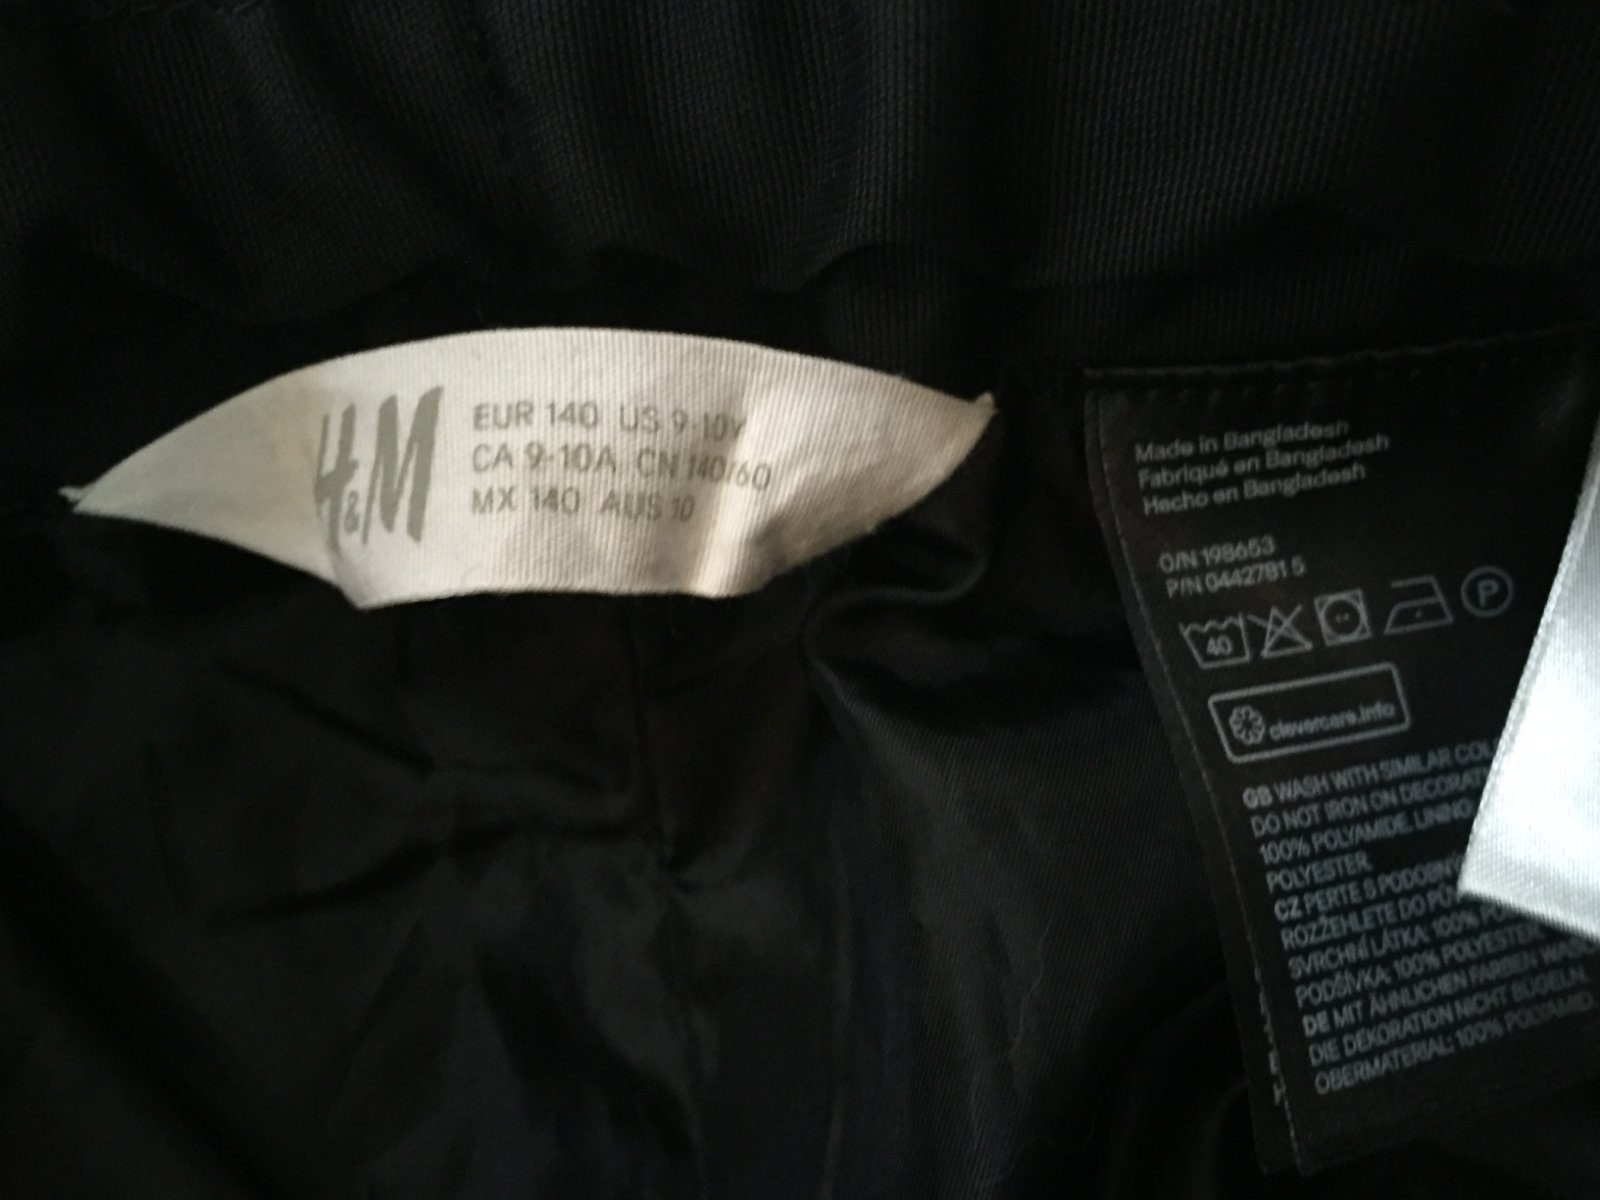 H&M
EUR 140 US 9-10Y
CA 9-10A CN 140/60
MX 140 AUS 10
Made in Bangladesh
Fabriqué en Bangladesh
Hecho en Bangladesh
O/N 198653
P/N 0442781 5
40
P
clevercare.info
GB WASH WITH SIMILAR
DO NOT IRON ON
100% POLYAMIDE. LINING
POLYESTER
CZ PERTE S
ROZŽEHLETE DO
SVRCHNÍ LÁTKA: 100%
PODŠÍVKA: 100% POLYESTER
DE MIT ÄHNLICHEN FARBEN
DIE DEKORATION NICHT BÜGELN.
OBERMATERIAL: 100% POLYAMID.